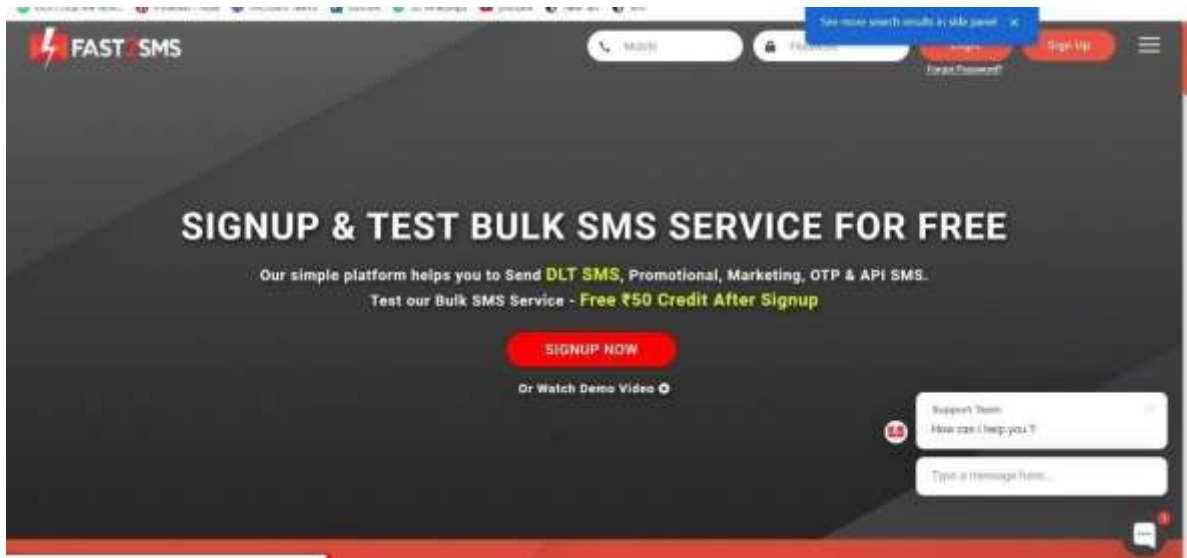 See more search results in side panel ×
FAST2SMS
Mobile
Sign Up
Forgot Password?
SIGNUP & TEST BULK SMS SERVICE FOR FREE
Our simple platform helps you to Send DLT SMS, Promotional, Marketing, OTP & API SMS.
Test our Bulk SMS Service - Free ₹50 Credit After Signup
SIGNUP NOW
Or Watch Demo Video
Support Team
How can I help you ?
Type a message here...